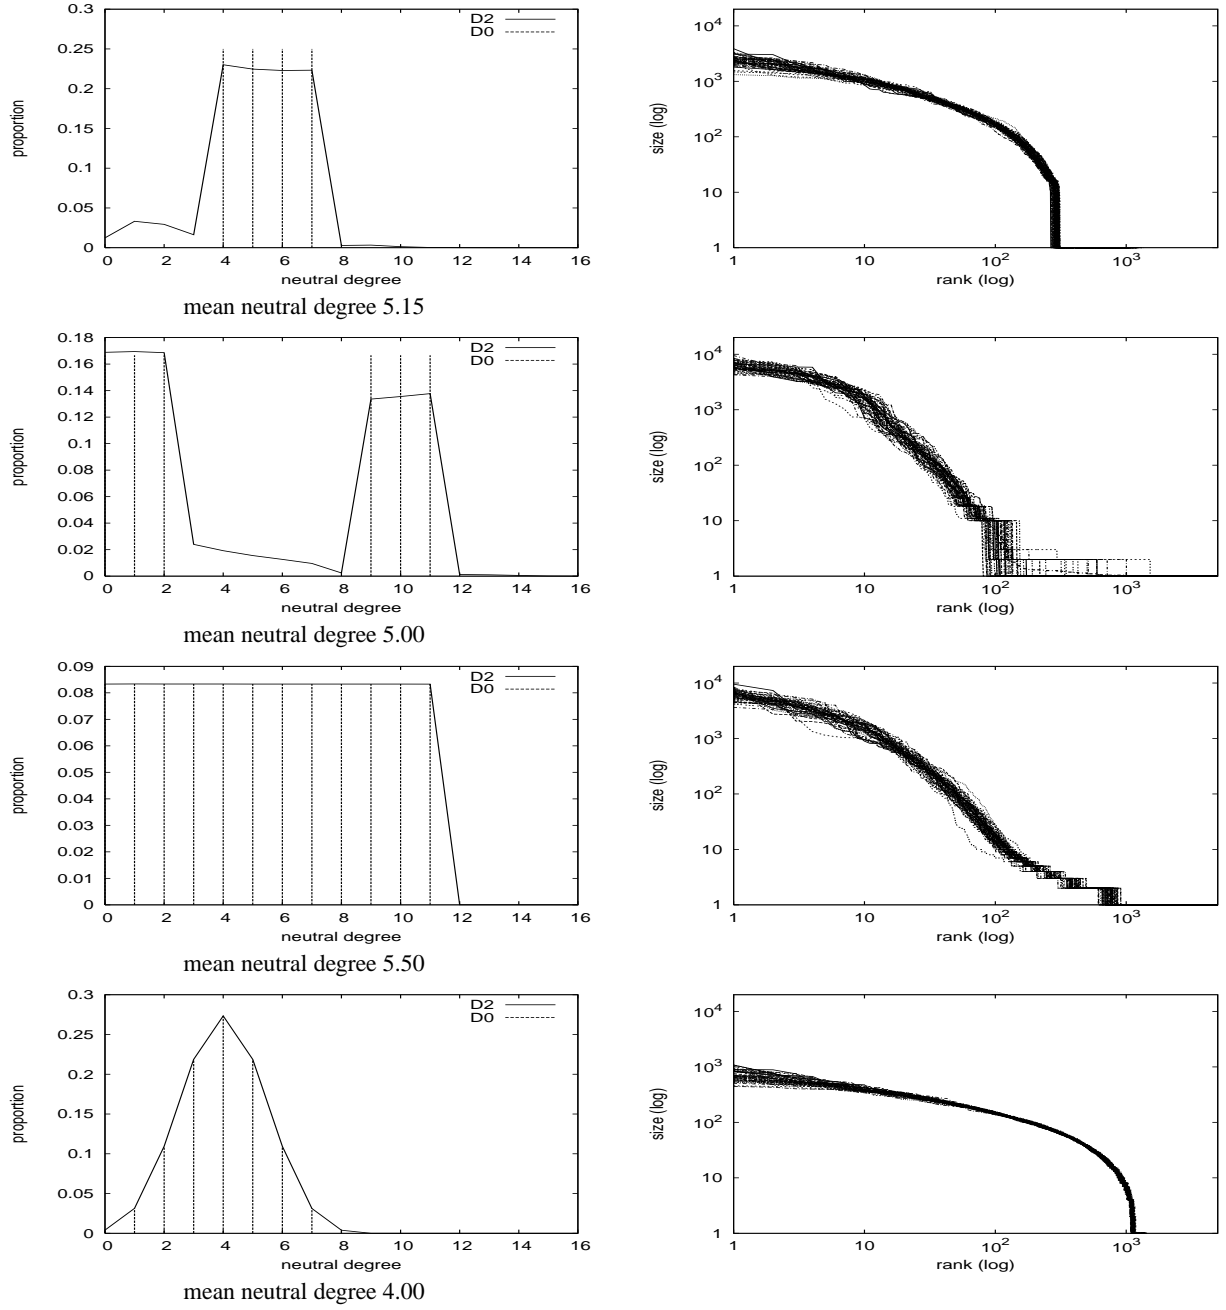 0.3
0.25
0.2
0.15
0.1
0.05
0
0 2 4 6 8 10 12 14 16
proportion
neutral degree
D2
D0
mean neutral degree 5.15
10^4
10^3
10^2
10
1
1 10 10^2 10^3
size (log)
rank (log)
0.18
0.16
0.14
0.12
0.1
0.08
0.06
0.04
0.02
0
0 2 4 6 8 10 12 14 16
proportion
neutral degree
D2
D0
mean neutral degree 5.00
10^4
10^3
10^2
10
1
1 10 10^2 10^3
size (log)
rank (log)
0.09
0.08
0.07
0.06
0.05
0.04
0.03
0.02
0.01
0
0 2 4 6 8 10 12 14 16
proportion
neutral degree
D2
D0
mean neutral degree 5.50
10^4
10^3
10^2
10
1
1 10 10^2 10^3
size (log)
rank (log)
0.3
0.25
0.2
0.15
0.1
0.05
0
0 2 4 6 8 10 12 14 16
proportion
neutral degree
D2
D0
mean neutral degree 4.00
10^4
10^3
10^2
10
1
1 10 10^2 10^3
size (log)
rank (log)